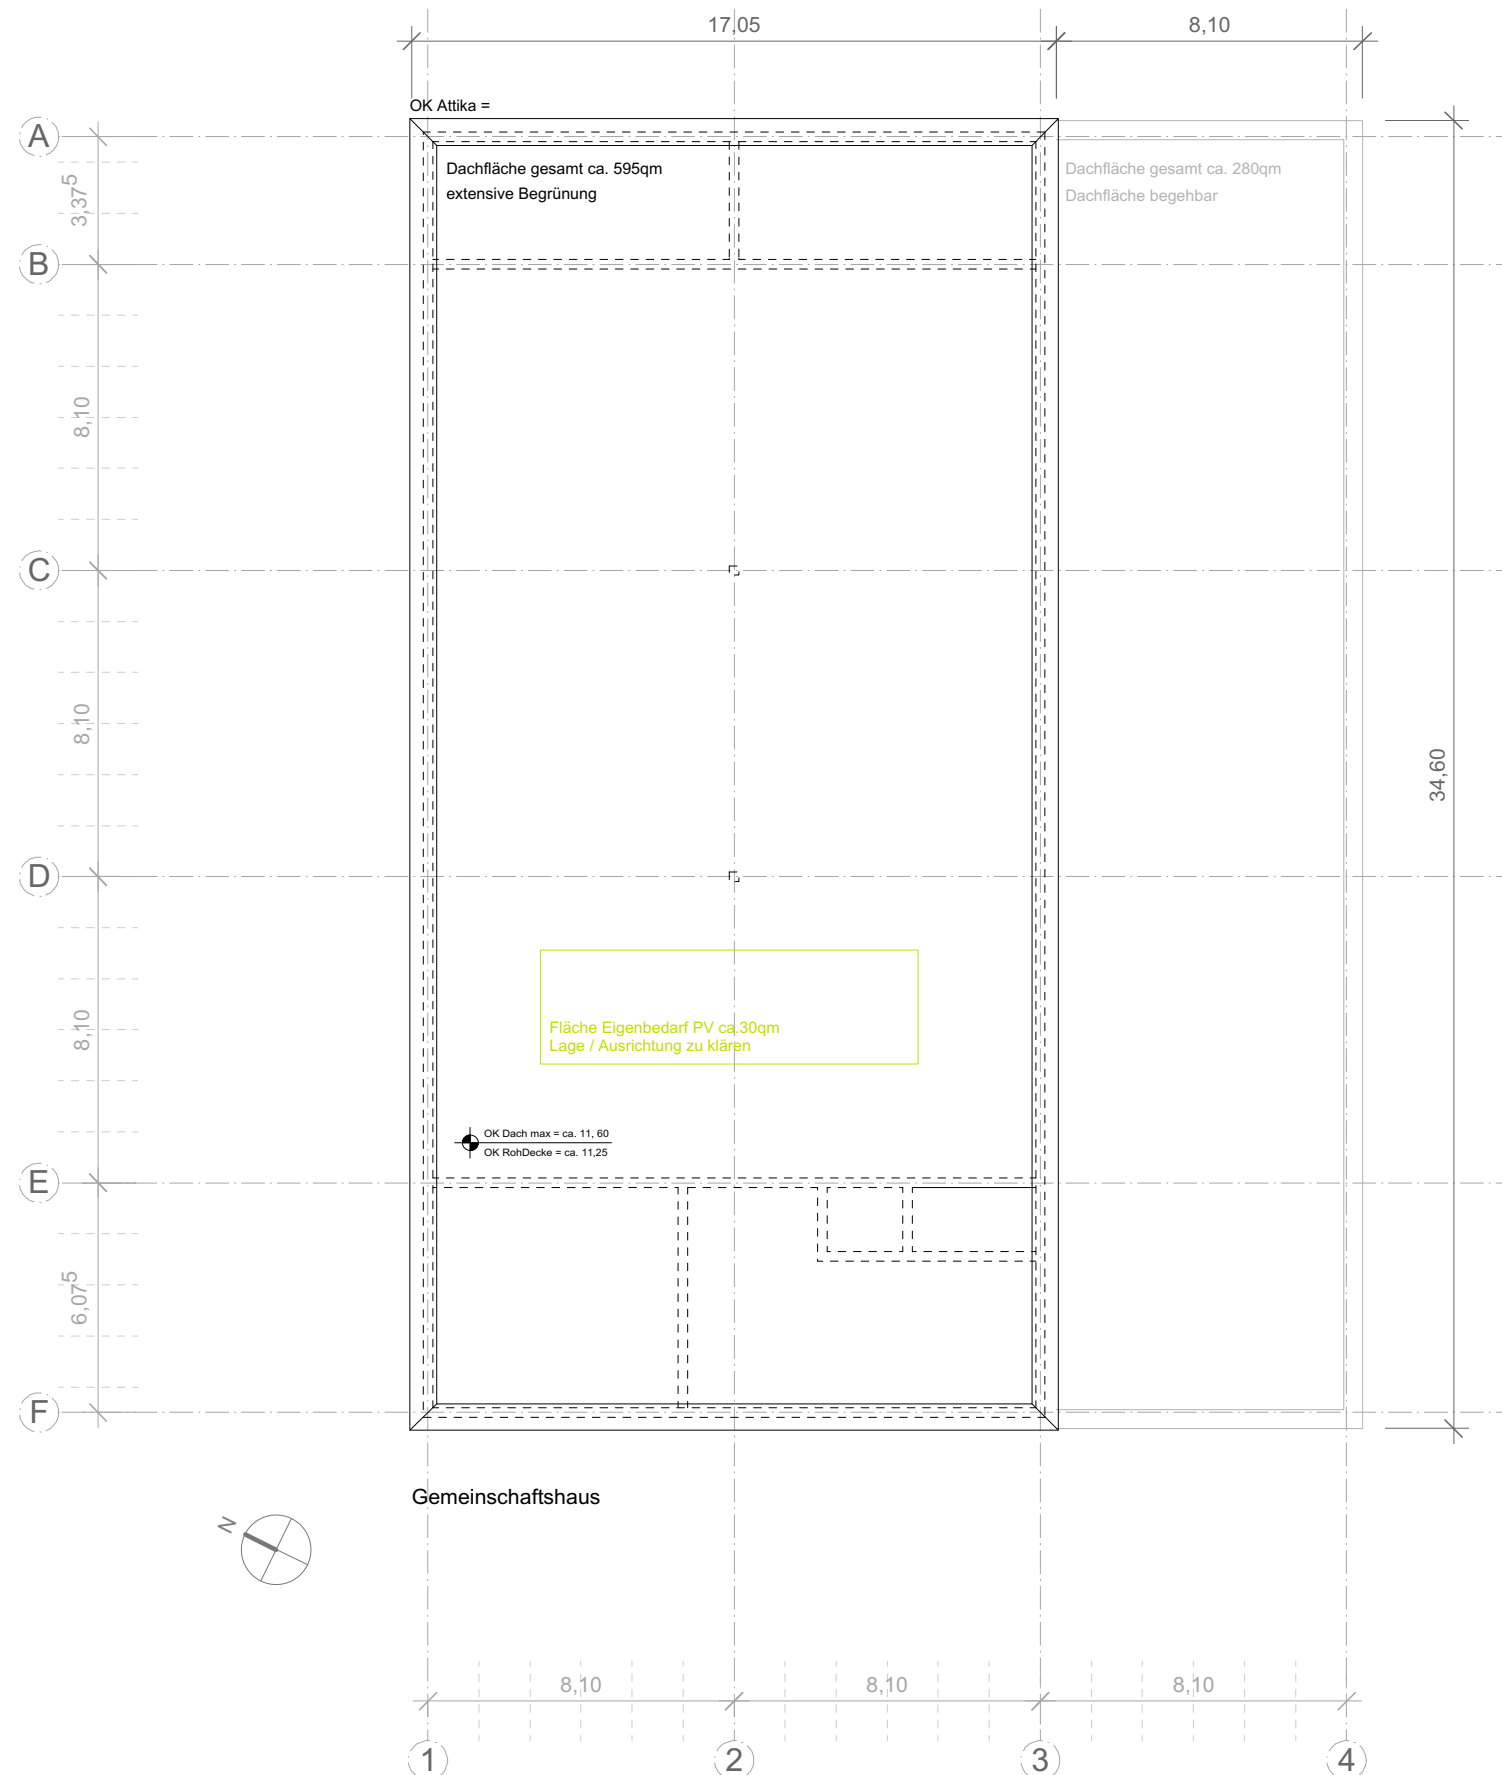 17,05
8,10
OK Attika =
A
Dachfläche gesamt ca. 595qm
extensive Begrünung
Dachfläche gesamt ca. 280qm
Dachfläche begehbar
3,37⁵
B
8,10
C
8,10
34,60
D
8,10
Fläche Eigenbedarf PV ca.30qm
Lage / Ausrichtung zu klären
OK Dach max = ca. 11, 60
OK RohDecke = ca. 11,25
E
6,07⁵
F
Gemeinschaftshaus
N
8,10
8,10
8,10
1
2
3
4